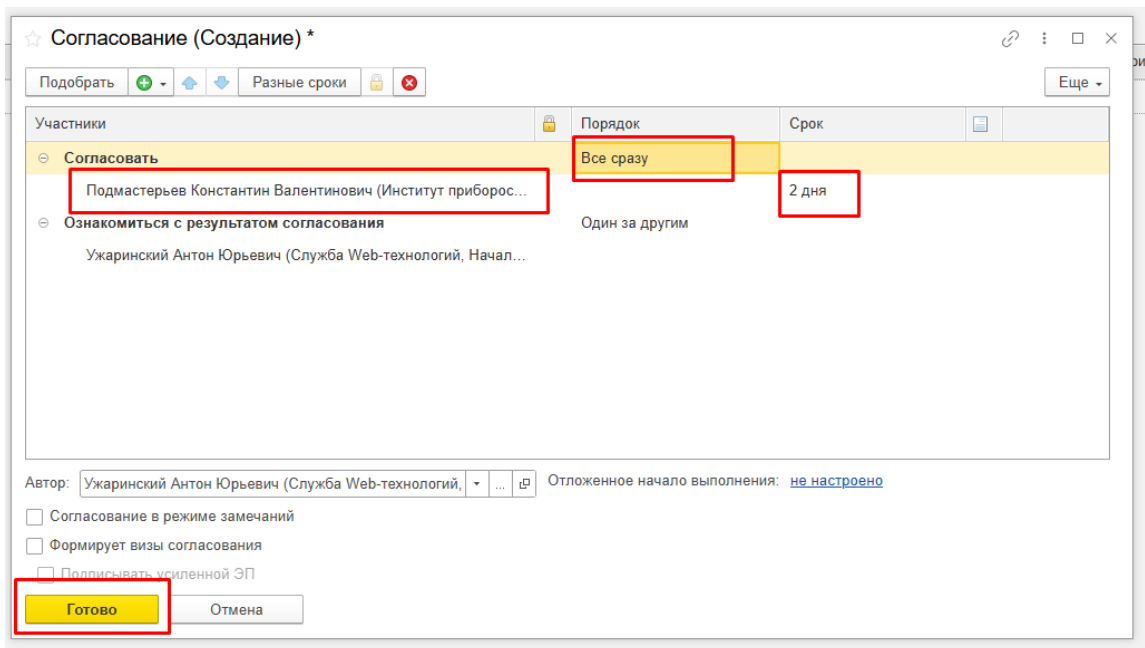 Согласование (Создание) *
Подобрать Разные сроки Еще
Участники Порядок Срок
Согласовать Все сразу
Подмастерьев Константин Валентинович (Институт приборос... 2 дня
Ознакомиться с результатом согласования Один за другим
Ужаринский Антон Юрьевич (Служба Web-технологий, Начал...
Автор: Ужаринский Антон Юрьевич (Служба Web-технологий, ... Отложенное начало выполнения: не настроено
Согласование в режиме замечаний
Формирует визы согласования
Подписывать усиленной ЭП
Готово Отмена